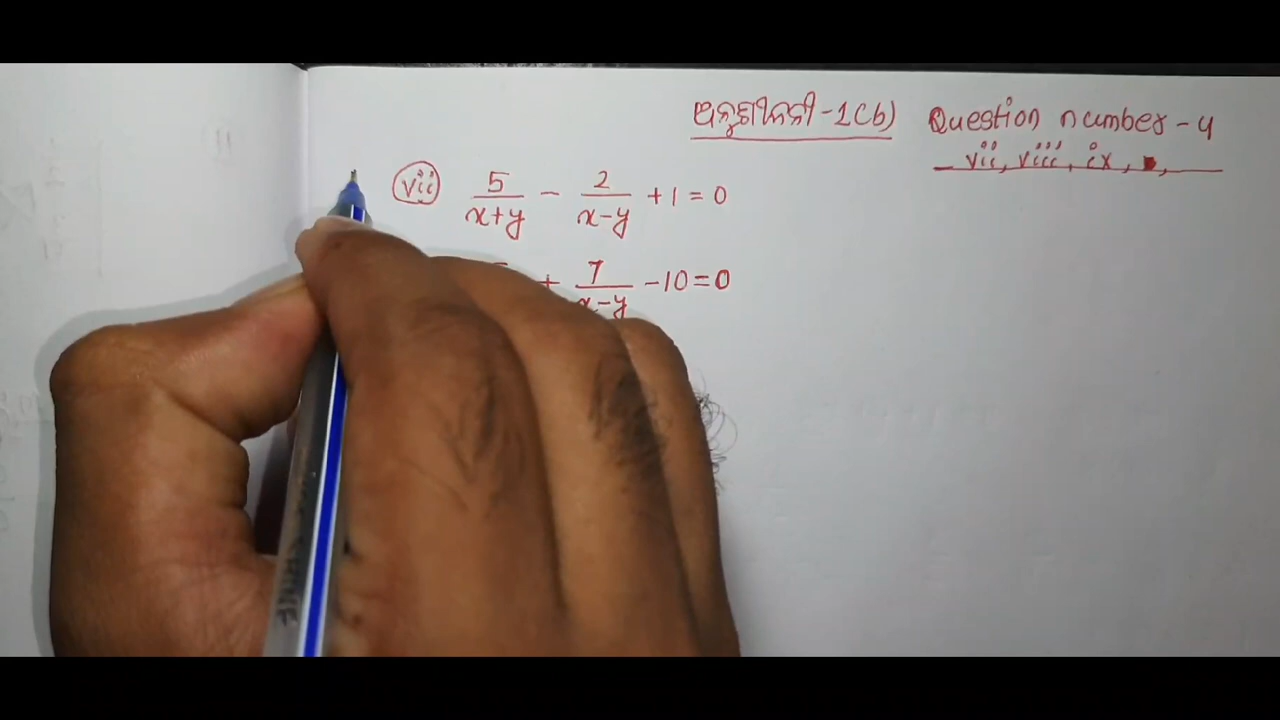 ଅନୁଶୀଳନୀ-1(b) Question number-4
vii, viii, ix,
vii 5/(x+y) - 2/(x-y) +1=0
+ 7/(x-y) -10=0